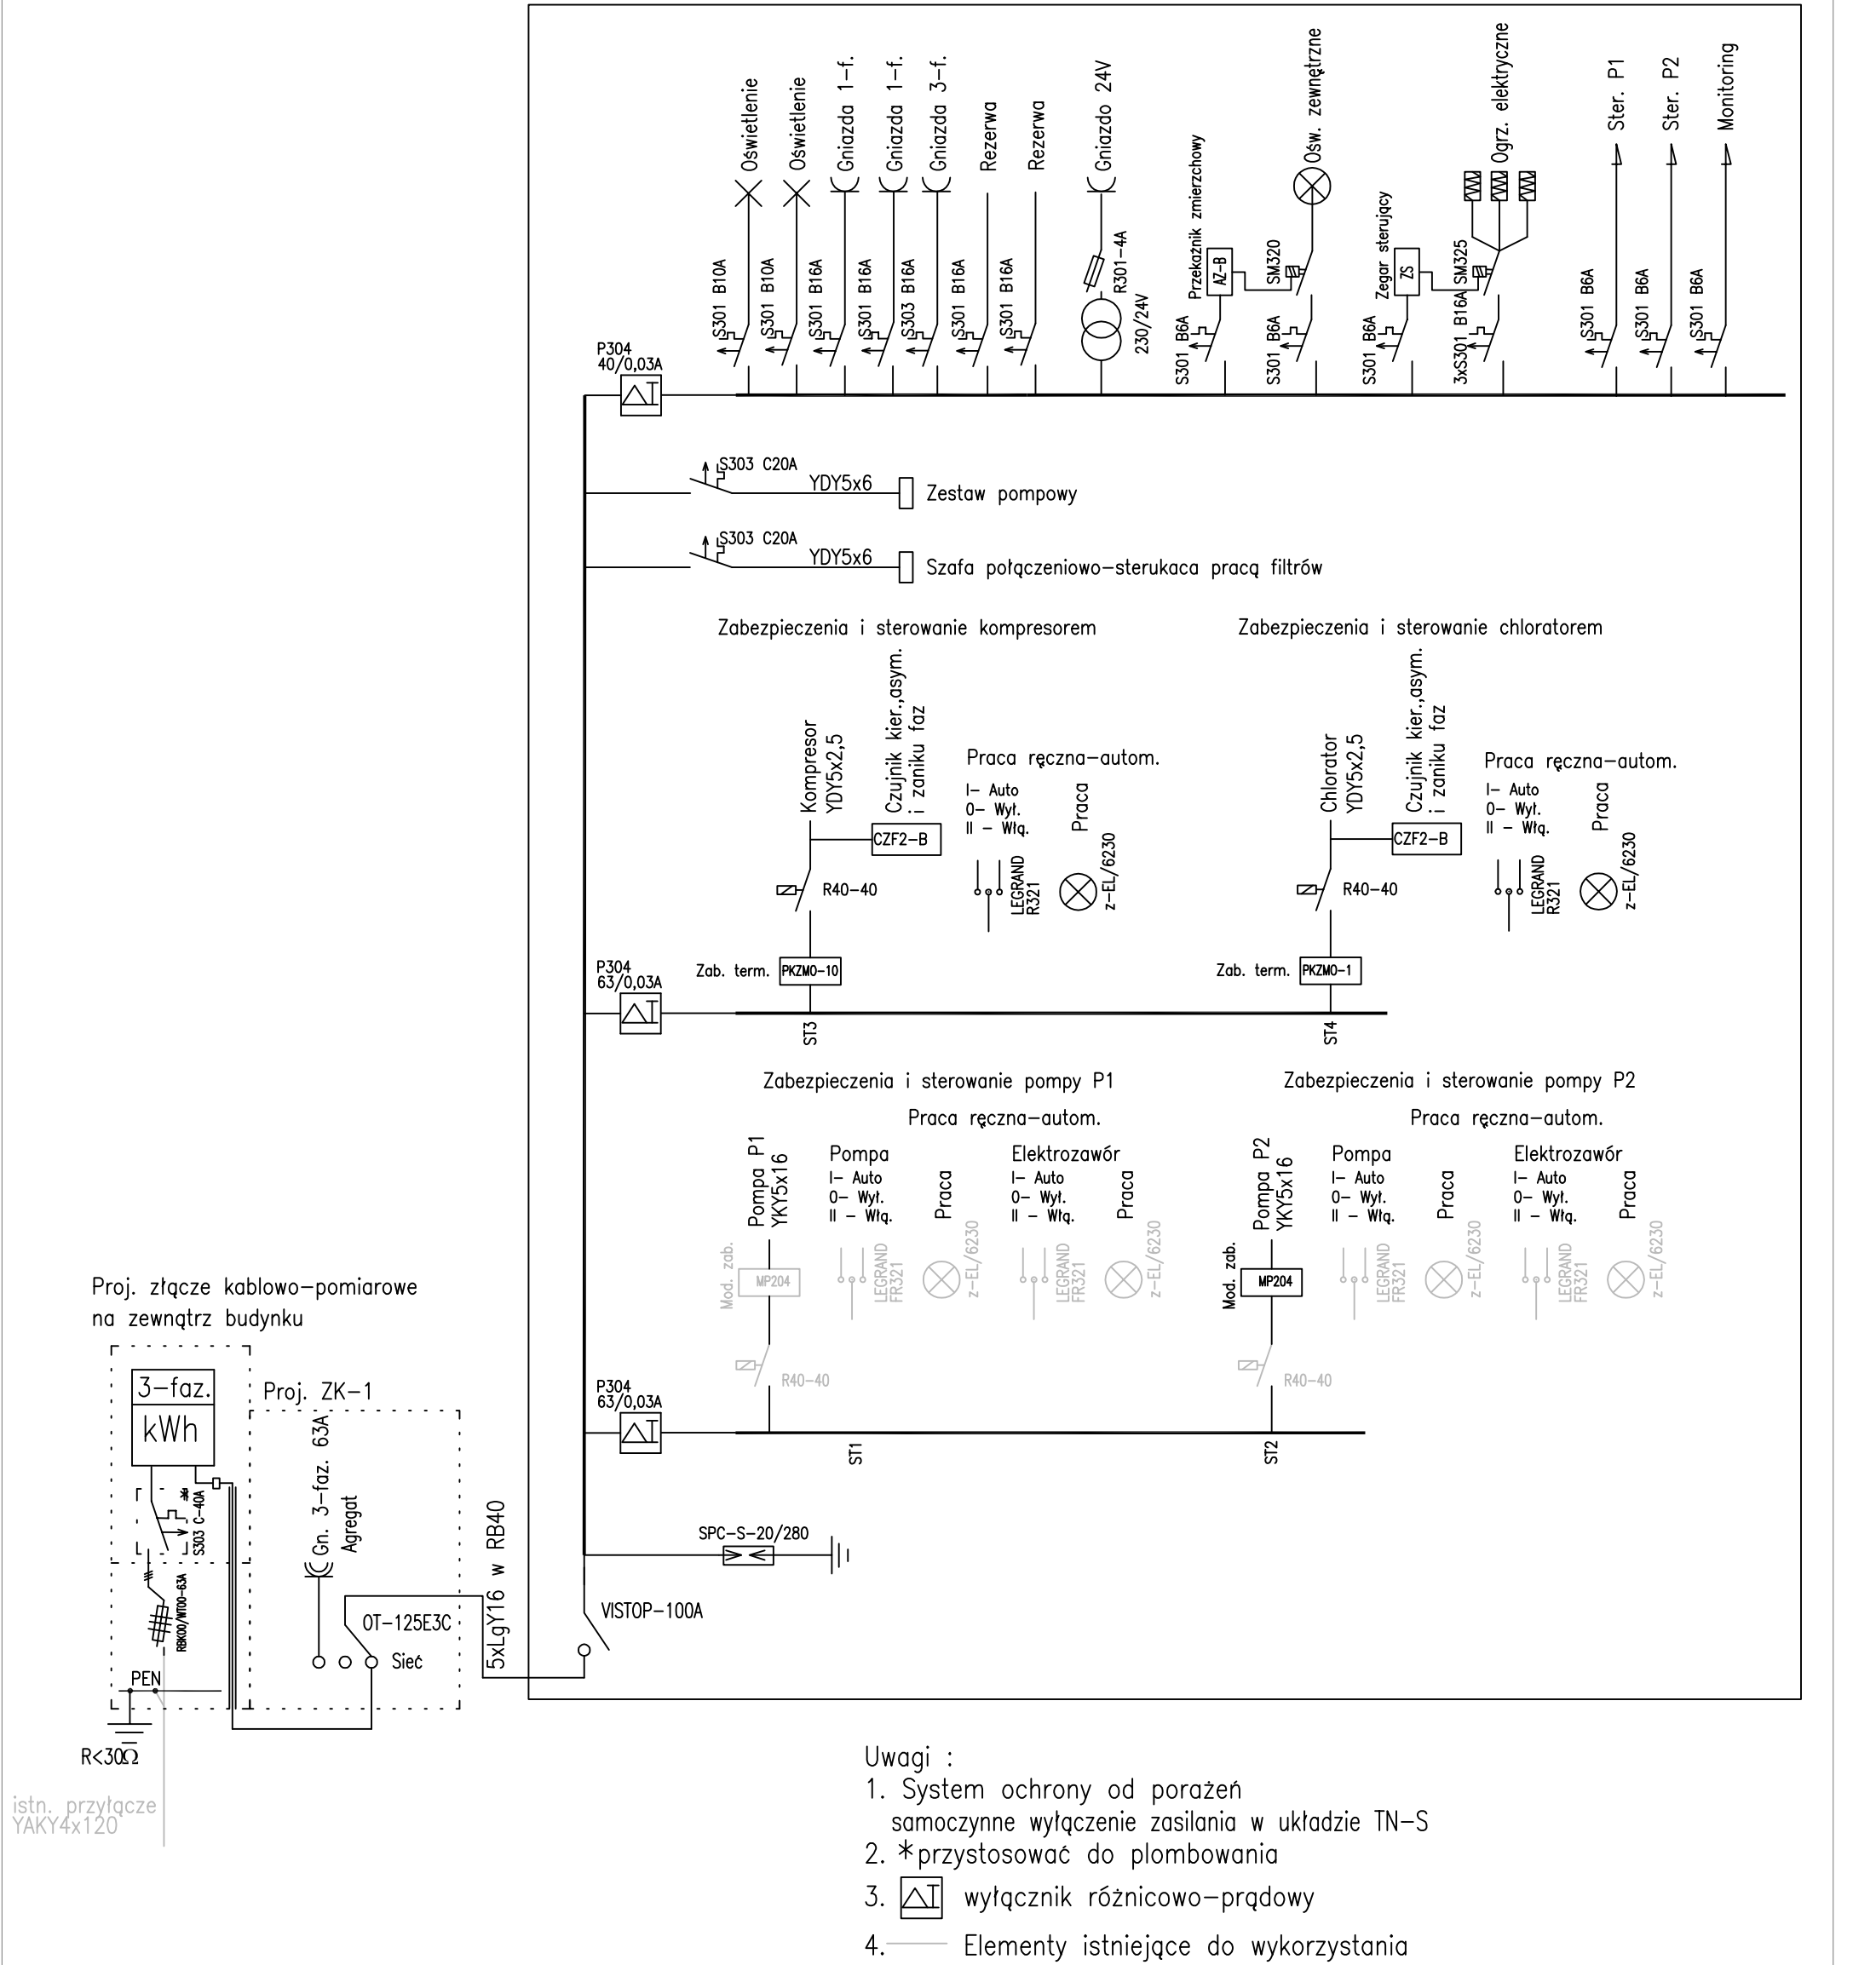 Oświetlenie
Oświetlenie
Gniazda 1-f.
Gniazda 1-f.
Gniazda 3-f.
Rezerwa
Rezerwa
Gniazdo 24V
Ośw. zewnętrzne
Ogrz. elektryczne
Ster. P1
Ster. P2
Monitoring
Przekaźnik zmierzchowy
AZ-B
SM320
Zegar sterujący
ZS
SM325
S301 B10A
S301 B10A
S301 B16A
S301 B16A
S303 B16A
S301 B16A
S301 B16A
R301-4A
230/24V
S301 B6A
S301 B6A
S301 B6A
3xS301 B16A
S301 B6A
S301 B6A
S301 B6A
P304
40/0,03A
S303 C20A
YDY5x6
Zestaw pompowy
S303 C20A
YDY5x6
Szafa połączeniowo-sterukaca pracą filtrów
Zabezpieczenia i sterowanie kompresorem
Kompresor
YDY5x2,5
Czujnik kier.,asym.
i zaniku faz
CZF2-B
Praca ręczna-autom.
I- Auto
0- Wył.
II - Włą.
Praca
LEGRAND
R321
z-EL/6230
R40-40
Zab. term.
PKZM0-10
ST3
Zabezpieczenia i sterowanie chloratorem
Chlorator
YDY5x2,5
Czujnik kier.,asym.
i zaniku faz
CZF2-B
Praca ręczna-autom.
I- Auto
0- Wył.
II - Włą.
Praca
LEGRAND
R321
z-EL/6230
R40-40
Zab. term.
PKZM0-1
ST4
P304
63/0,03A
Zabezpieczenia i sterowanie pompy P1
Praca ręczna-autom.
Pompa P1
YKY5x16
Pompa
I- Auto
0- Wył.
II - Włą.
Praca
Elektrozawór
I- Auto
0- Wył.
II - Włą.
Praca
Mod. zab.
MP204
LEGRAND
FR321
z-EL/6230
LEGRAND
FR321
z-EL/6230
R40-40
ST1
Zabezpieczenia i sterowanie pompy P2
Praca ręczna-autom.
Pompa P2
YKY5x16
Pompa
I- Auto
0- Wył.
II - Włą.
Praca
Elektrozawór
I- Auto
0- Wył.
II - Włą.
Praca
Mod. zab.
MP204
LEGRAND
FR321
z-EL/6230
LEGRAND
FR321
z-EL/6230
R40-40
ST2
P304
63/0,03A
SPC-S-20/280
VISTOP-100A
5xLgY16 w RB40
Proj. złącze kablowo-pomiarowe
na zewnątrz budynku
3-faz.
kWh
*
S303 C-40A
RBK00/WT00-63A
PEN
R<30Ω
istn. przyłącze
YAKY4x120
Proj. ZK-1
Gn. 3-faz. 63A
Agregat
OT-125E3C
Sieć
Uwagi :
1. System ochrony od porażeń
samoczynne wyłączenie zasilania w układzie TN-S
2. *przystosować do plombowania
3. wyłącznik różnicowo-prądowy
4. Elementy istniejące do wykorzystania